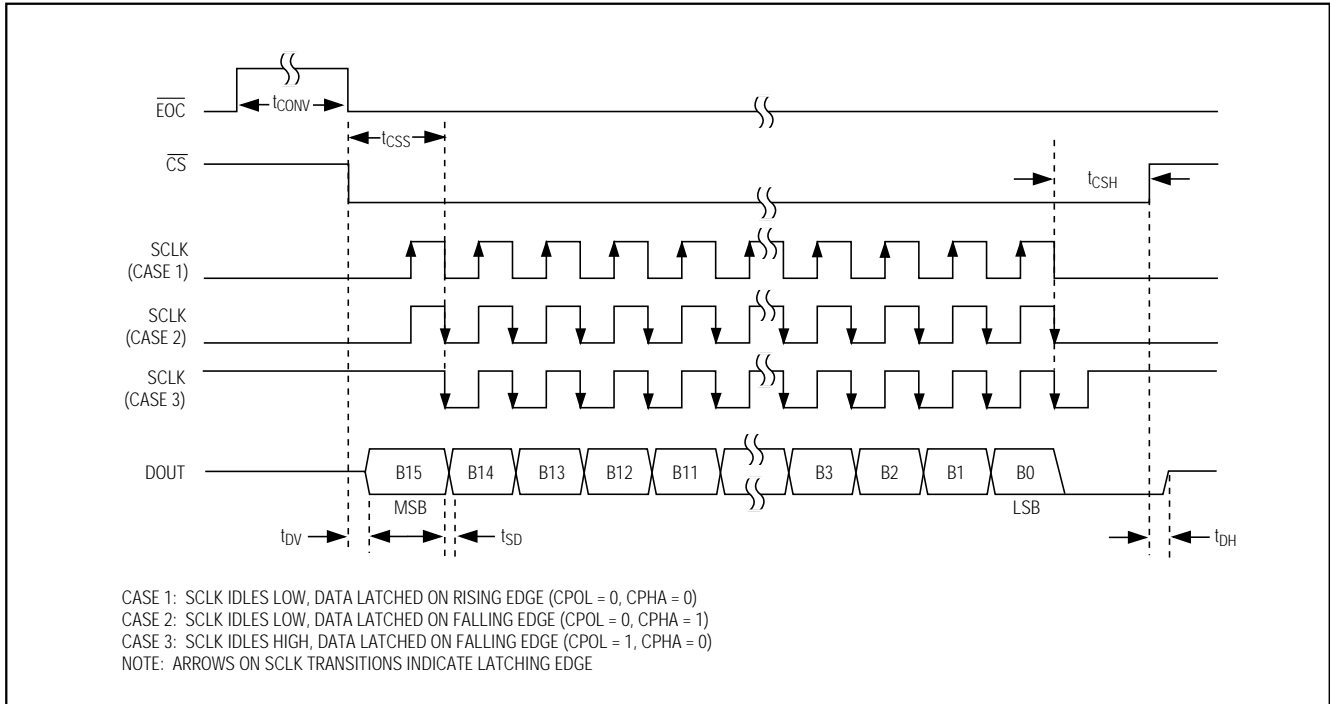 EOC
tCONV
tCSS
CS
tCSH
SCLK
(CASE 1)
SCLK
(CASE 2)
SCLK
(CASE 3)
DOUT
B15
B14
B13
B12
B11
B3
B2
B1
B0
MSB
LSB
tDV
tSD
tDH
CASE 1: SCLK IDLES LOW, DATA LATCHED ON RISING EDGE (CPOL = 0, CPHA = 0)
CASE 2: SCLK IDLES LOW, DATA LATCHED ON FALLING EDGE (CPOL = 0, CPHA = 1)
CASE 3: SCLK IDLES HIGH, DATA LATCHED ON FALLING EDGE (CPOL = 1, CPHA = 0)
NOTE: ARROWS ON SCLK TRANSITIONS INDICATE LATCHING EDGE